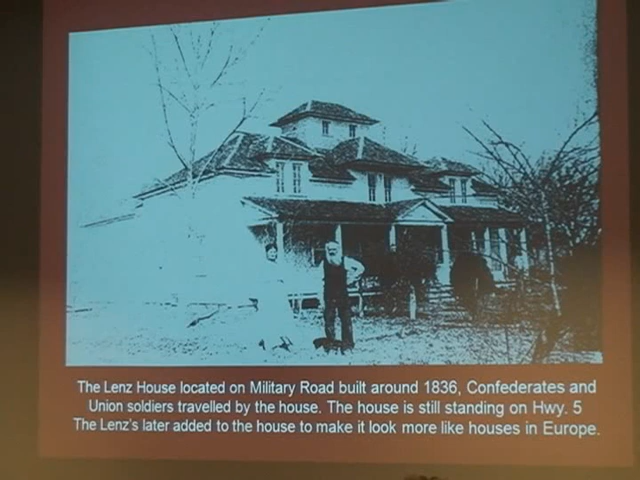 The Lenz House located on Military Road built around 1836, Confederates and
Union soldiers travelled by the house. The house is still standing on Hwy. 5
The Lenz's later added to the house to make it look more like houses in Europe.